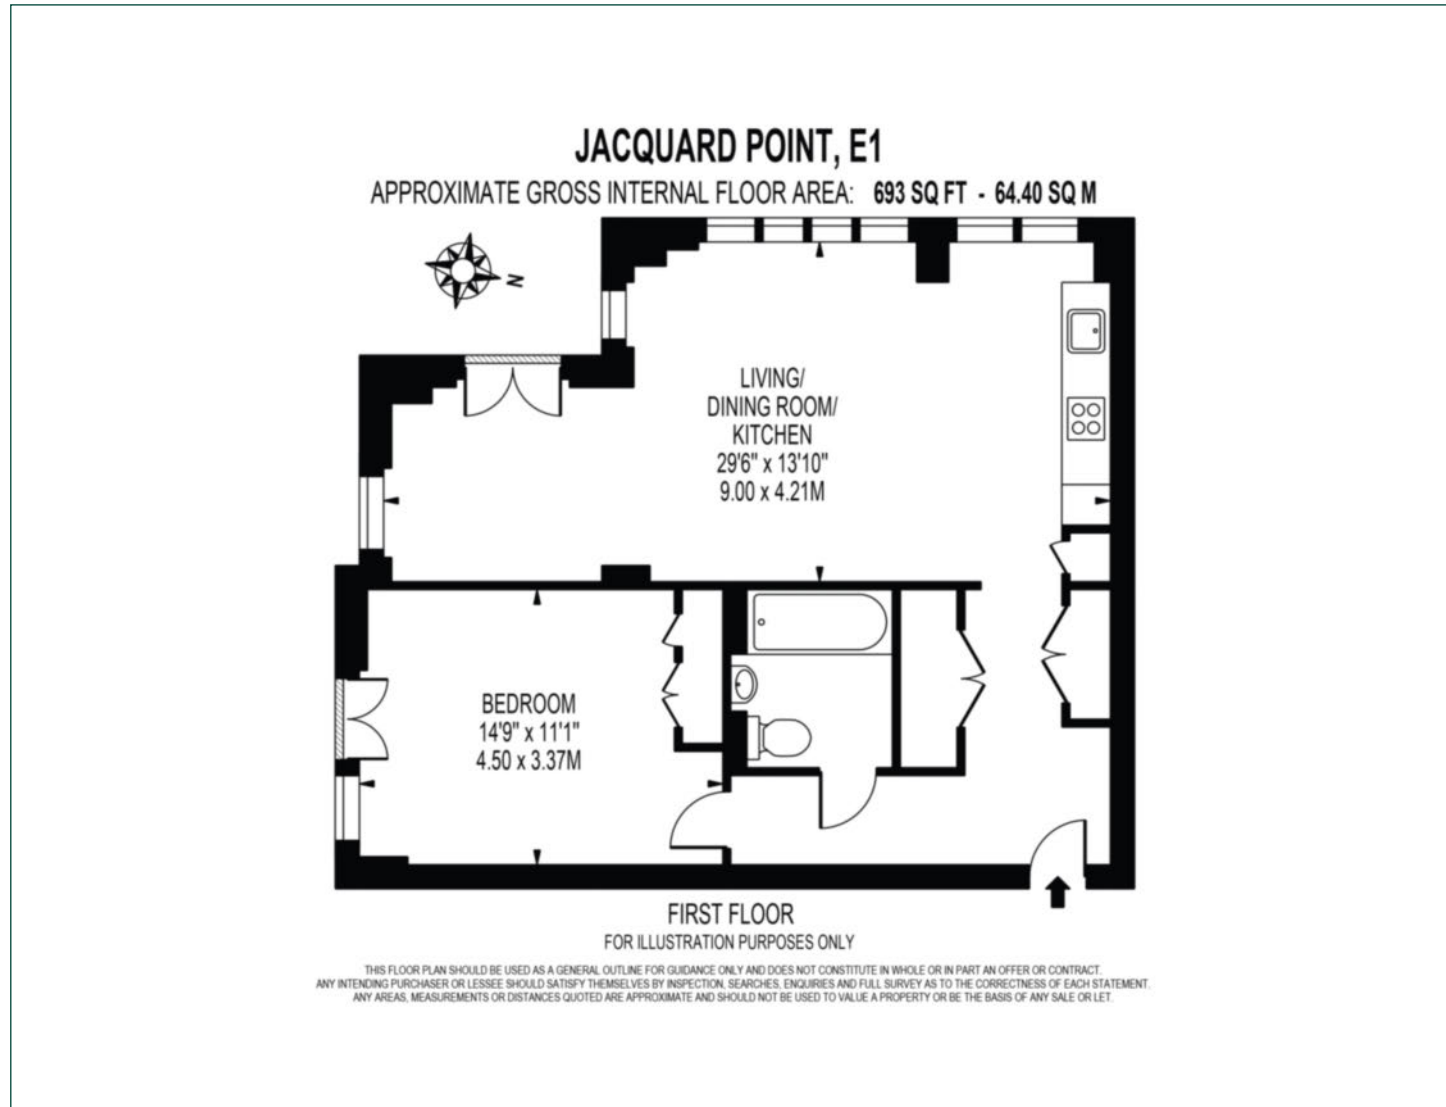 JACQUARD POINT, E1
APPROXIMATE GROSS INTERNAL FLOOR AREA: 693 SQ FT - 64.40 SQ M
N
LIVING/
DINING ROOM/
KITCHEN
29'6" x 13'10"
9.00 x 4.21M
BEDROOM
14'9" x 11'1"
4.50 x 3.37M
FIRST FLOOR
FOR ILLUSTRATION PURPOSES ONLY
THIS FLOOR PLAN SHOULD BE USED AS A GENERAL OUTLINE FOR GUIDANCE ONLY AND DOES NOT CONSTITUTE IN WHOLE OR IN PART AN OFFER OR CONTRACT.
ANY INTENDING PURCHASER OR LESSEE SHOULD SATISFY THEMSELVES BY INSPECTION, SEARCHES, ENQUIRIES AND FULL SURVEY AS TO THE CORRECTNESS OF EACH STATEMENT.
ANY AREAS, MEASUREMENTS OR DISTANCES QUOTED ARE APPROXIMATE AND SHOULD NOT BE USED TO VALUE A PROPERTY OR BE THE BASIS OF ANY SALE OR LET.